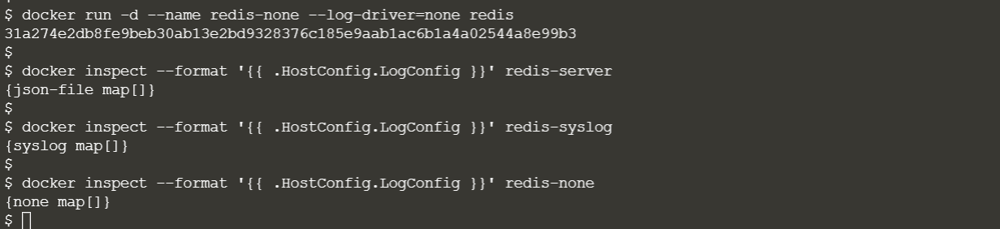 $ docker run -d --name redis-none --log-driver=none redis
31a274e2db8fe9beb30ab13e2bd9328376c185e9aab1ac6b1a4a02544a8e99b3
$
$ docker inspect --format '{{ .HostConfig.LogConfig }}' redis-server
{json-file map[]}
$
$ docker inspect --format '{{ .HostConfig.LogConfig }}' redis-syslog
{syslog map[]}
$
$ docker inspect --format '{{ .HostConfig.LogConfig }}' redis-none
{none map[]}
$